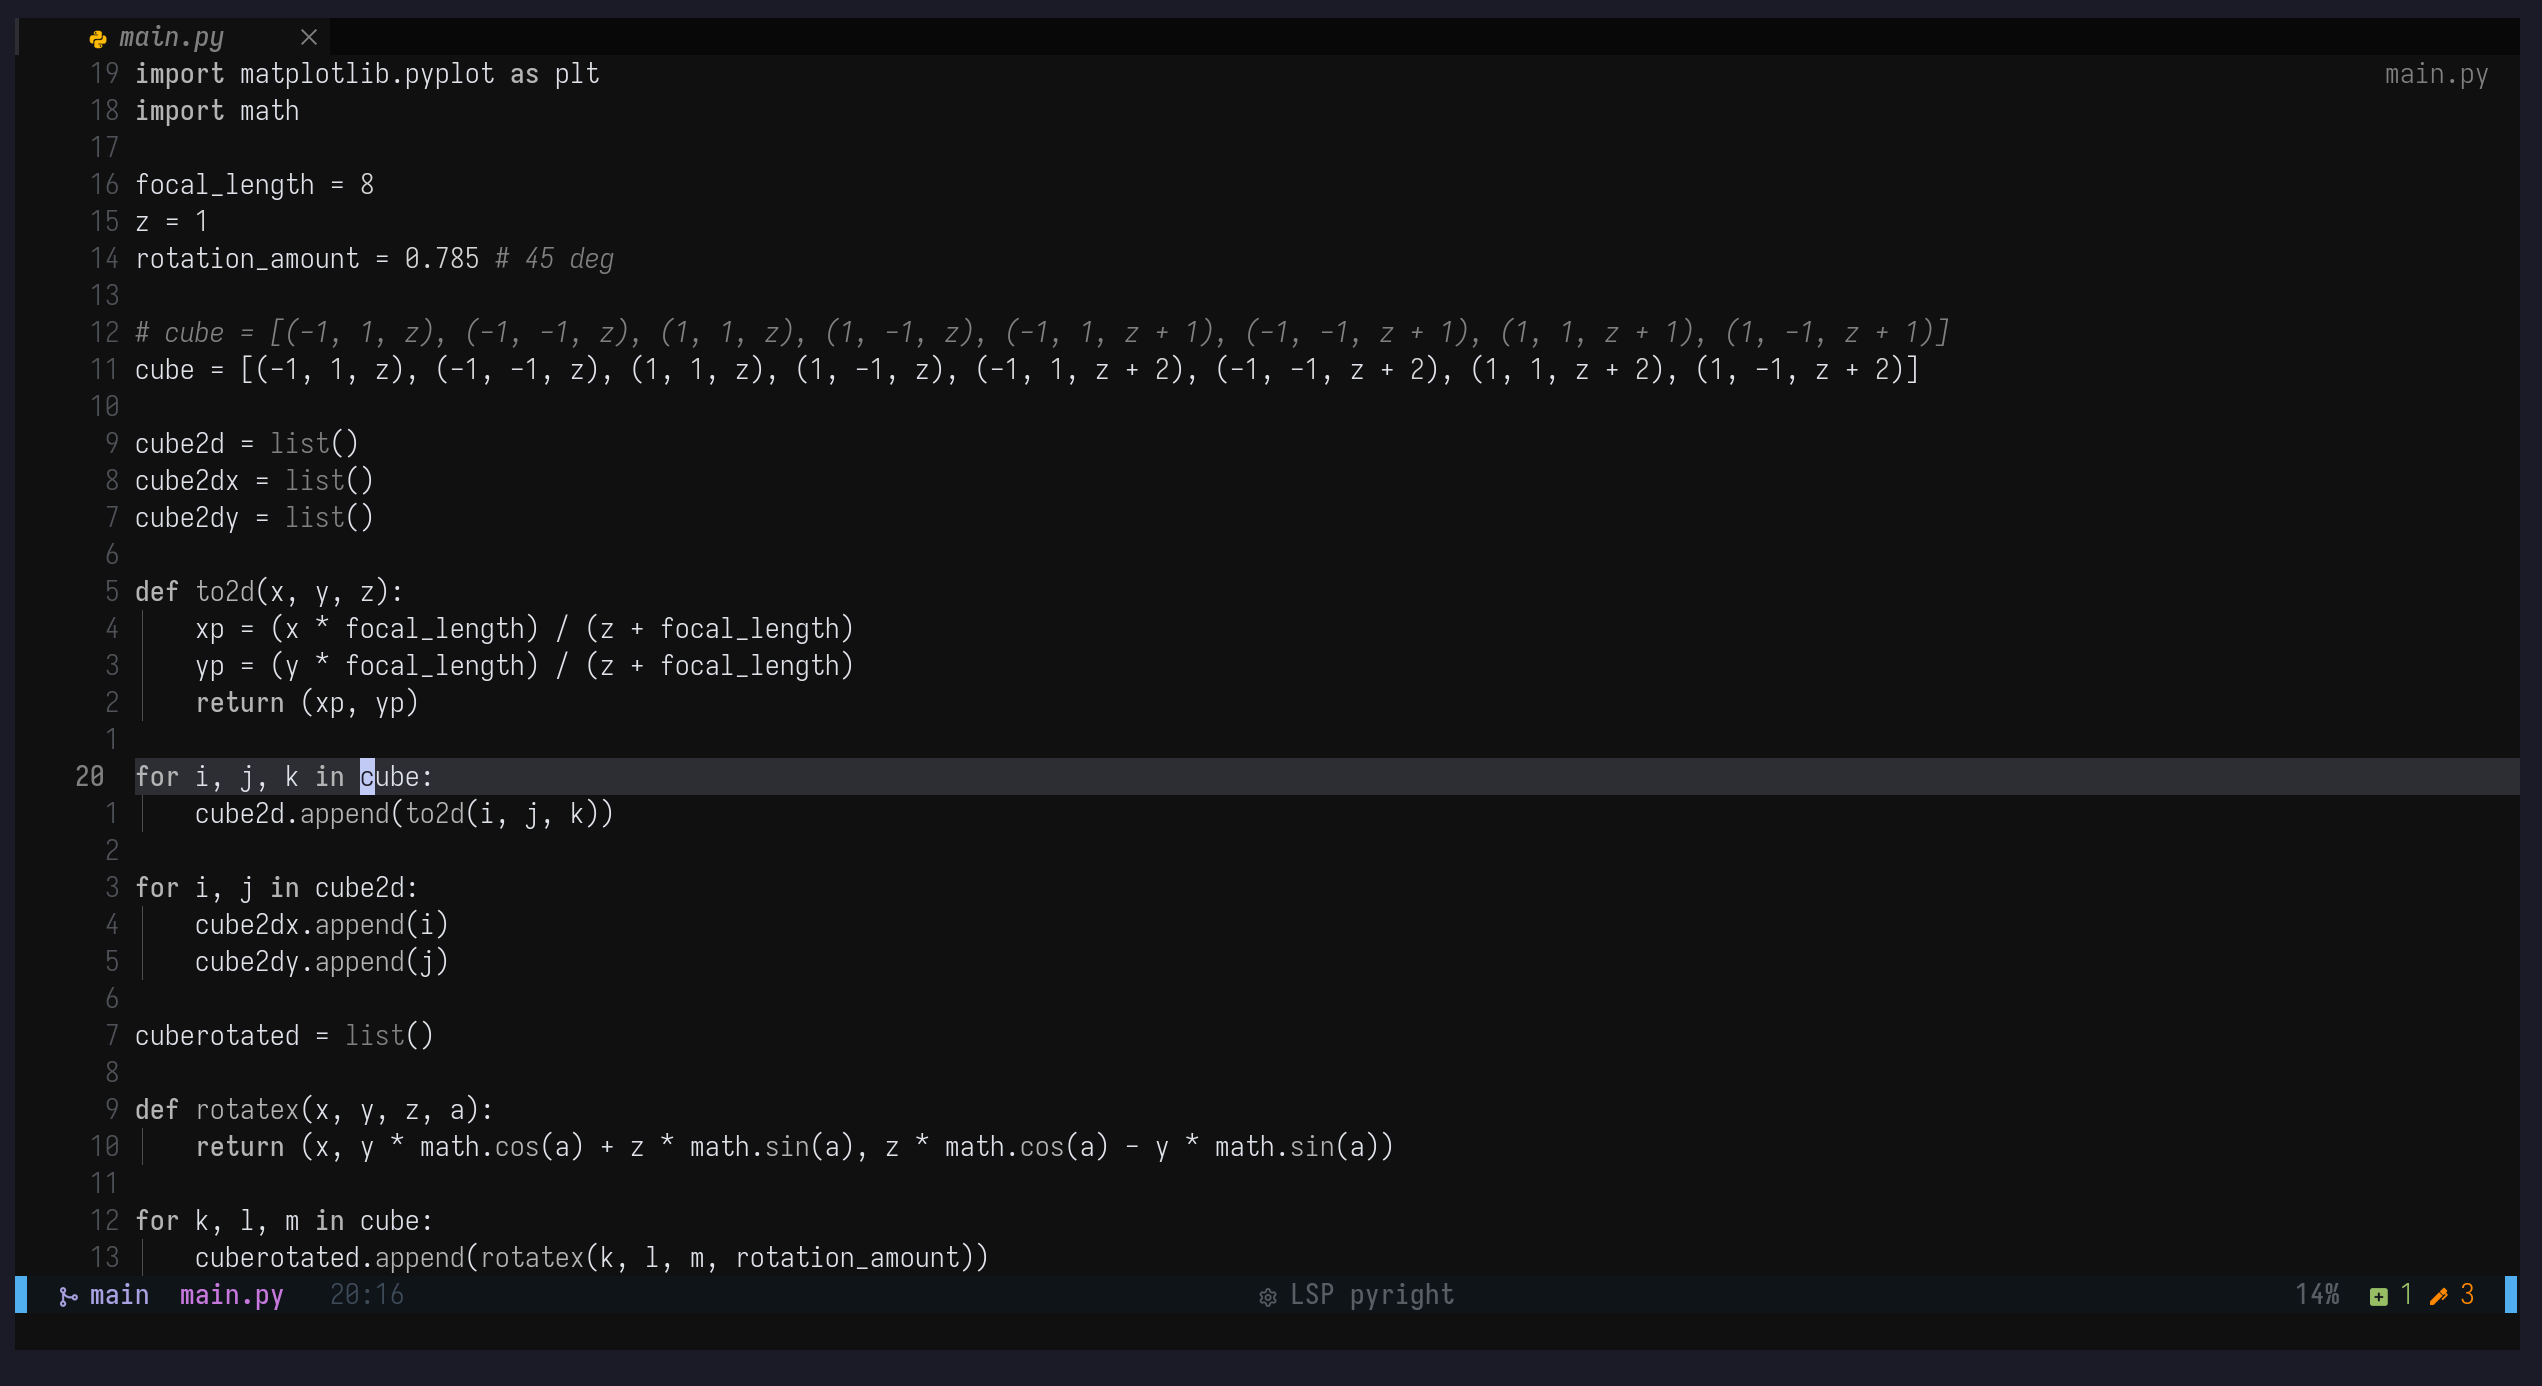 main.py
19 import matplotlib.pyplot as plt main.py
18 import math
17
16 focal_length = 8
15 z = 1
14 rotation_amount = 0.785 # 45 deg
13
12 # cube = [(-1, 1, z), (-1, -1, z), (1, 1, z), (1, -1, z), (-1, 1, z + 1), (-1, -1, z + 1), (1, 1, z + 1), (1, -1, z + 1)]
11 cube = [(-1, 1, z), (-1, -1, z), (1, 1, z), (1, -1, z), (-1, 1, z + 2), (-1, -1, z + 2), (1, 1, z + 2), (1, -1, z + 2)]
10
9 cube2d = list()
8 cube2dx = list()
7 cube2dy = list()
6
5 def to2d(x, y, z):
4     xp = (x * focal_length) / (z + focal_length)
3     yp = (y * focal_length) / (z + focal_length)
2     return (xp, yp)
1
20 for i, j, k in cube:
1     cube2d.append(to2d(i, j, k))
2
3 for i, j in cube2d:
4     cube2dx.append(i)
5     cube2dy.append(j)
6
7 cuberotated = list()
8
9 def rotatex(x, y, z, a):
10     return (x, y * math.cos(a) + z * math.sin(a), z * math.cos(a) - y * math.sin(a))
11
12 for k, l, m in cube:
13     cuberotated.append(rotatex(k, l, m, rotation_amount))
main main.py 20:16 LSP pyright 14% 1 3